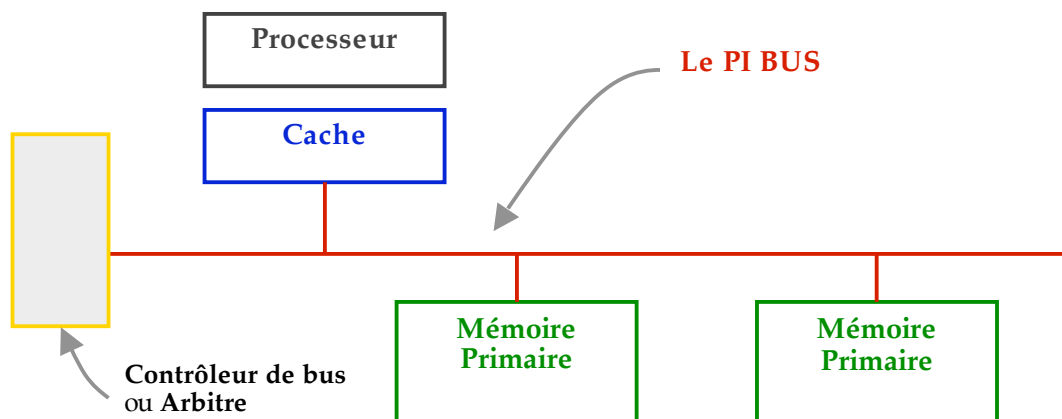 Processeur
Le PI BUS
Cache
Mémoire
Primaire
Mémoire
Primaire
Contrôleur de bus
ou Arbitre